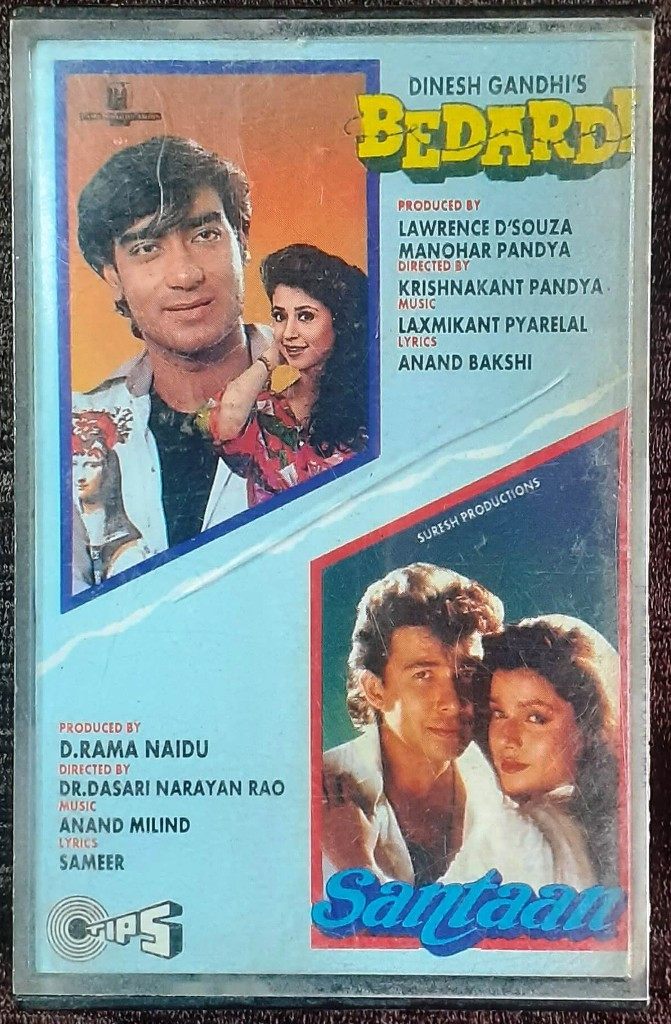 DINESH GANDHI'S
BEDARDI
PRODUCED BY
LAWRENCE D'SOUZA
MANOHAR PANDYA
DIRECTED BY
KRISHNAKANT PANDYA
MUSIC
LAXMIKANT PYARELAL
LYRICS
ANAND BAKSHI
SURESH PRODUCTIONS
PRODUCED BY
D.RAMA NAIDU
DIRECTED BY
DR.DASARI NARAYAN RAO
MUSIC
ANAND MILIND
LYRICS
SAMEER
Santaan
TIPS